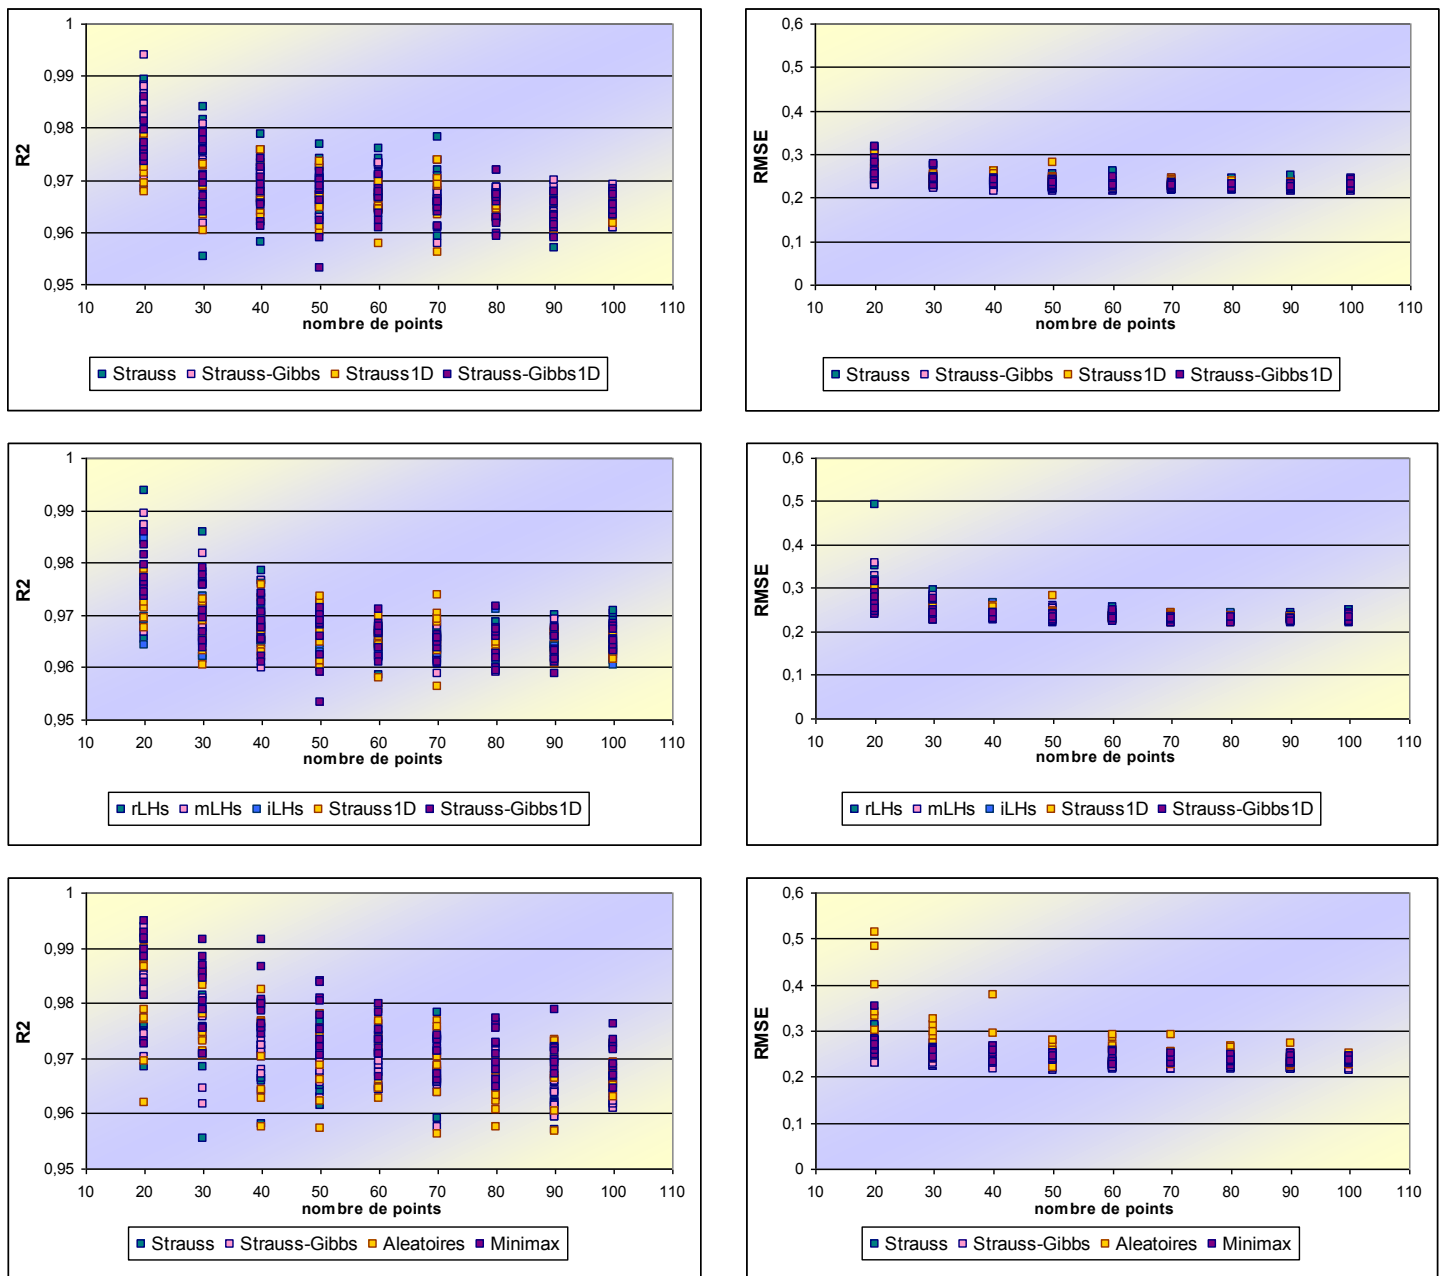 1
0,99
0,98
0,97
0,96
0,95
R2
10 20 30 40 50 60 70 80 90 100 110
nombre de points
Strauss Strauss-Gibbs Strauss1D Strauss-Gibbs1D
0,6
0,5
0,4
0,3
0,2
0,1
0
RMSE
10 20 30 40 50 60 70 80 90 100 110
nombre de points
Strauss Strauss-Gibbs Strauss1D Strauss-Gibbs1D
1
0,99
0,98
0,97
0,96
0,95
R2
10 20 30 40 50 60 70 80 90 100 110
nombre de points
rLHs mLHs iLHs Strauss1D Strauss-Gibbs1D
0,6
0,5
0,4
0,3
0,2
0,1
0
RMSE
10 20 30 40 50 60 70 80 90 100 110
nombre de points
rLHs mLHs iLHs Strauss1D Strauss-Gibbs1D
1
0,99
0,98
0,97
0,96
0,95
R2
10 20 30 40 50 60 70 80 90 100 110
nombre de points
Strauss Strauss-Gibbs Aleatoires Minimax
0,6
0,5
0,4
0,3
0,2
0,1
0
RMSE
10 20 30 40 50 60 70 80 90 100 110
nombre de points
Strauss Strauss-Gibbs Aleatoires Minimax